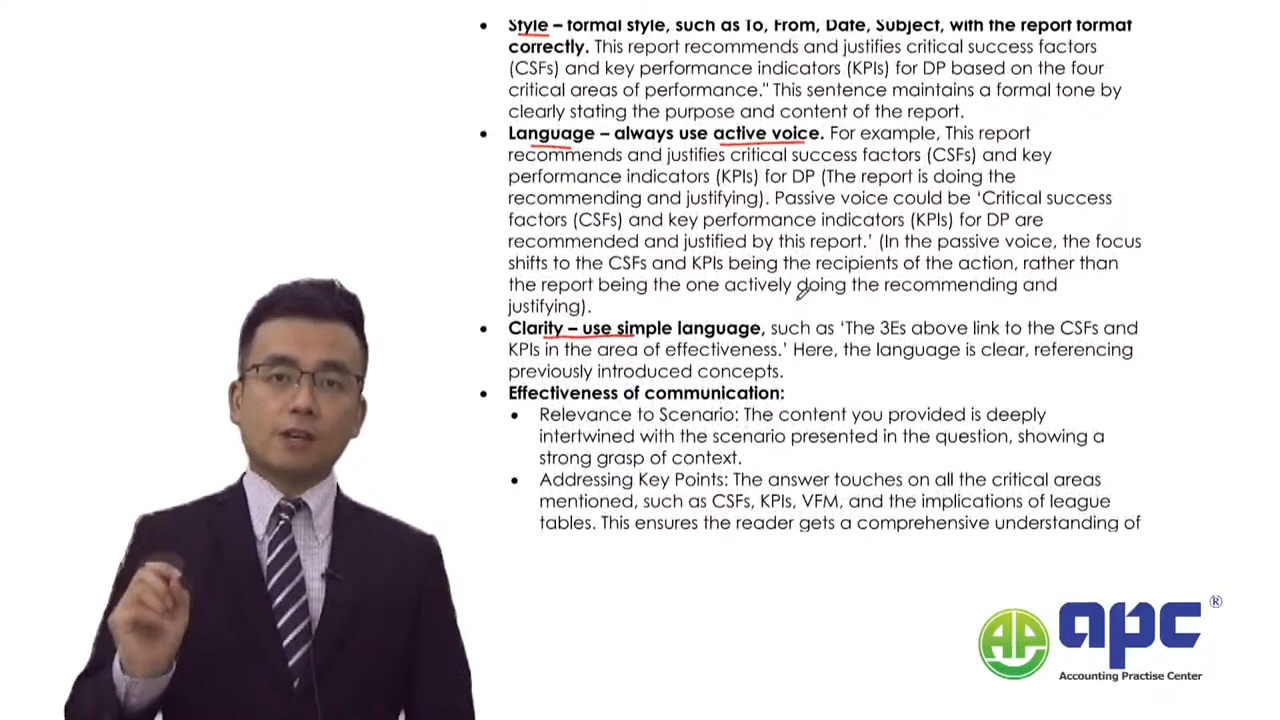 Style – formal style, such as To, From, Date, Subject, with the report format
correctly. This report recommends and justifies critical success factors
(CSFs) and key performance indicators (KPIs) for DP based on the four
critical areas of performance." This sentence maintains a formal tone by
clearly stating the purpose and content of the report.
Language – always use active voice. For example, This report
recommends and justifies critical success factors (CSFs) and key
performance indicators (KPIs) for DP (The report is doing the
recommending and justifying). Passive voice could be ‘Critical success
factors (CSFs) and key performance indicators (KPIs) for DP are
recommended and justified by this report.’ (In the passive voice, the focus
shifts to the CSFs and KPIs being the recipients of the action, rather than
the report being the one actively doing the recommending and
justifying).
Clarity – use simple language, such as ‘The 3Es above link to the CSFs and
KPIs in the area of effectiveness.’ Here, the language is clear, referencing
previously introduced concepts.
Effectiveness of communication:
Relevance to Scenario: The content you provided is deeply
intertwined with the scenario presented in the question, showing a
strong grasp of context.
Addressing Key Points: The answer touches on all the critical areas
mentioned, such as CSFs, KPIs, VFM, and the implications of league
tables. This ensures the reader gets a comprehensive understanding of
AP apc ®
Accounting Practise Center